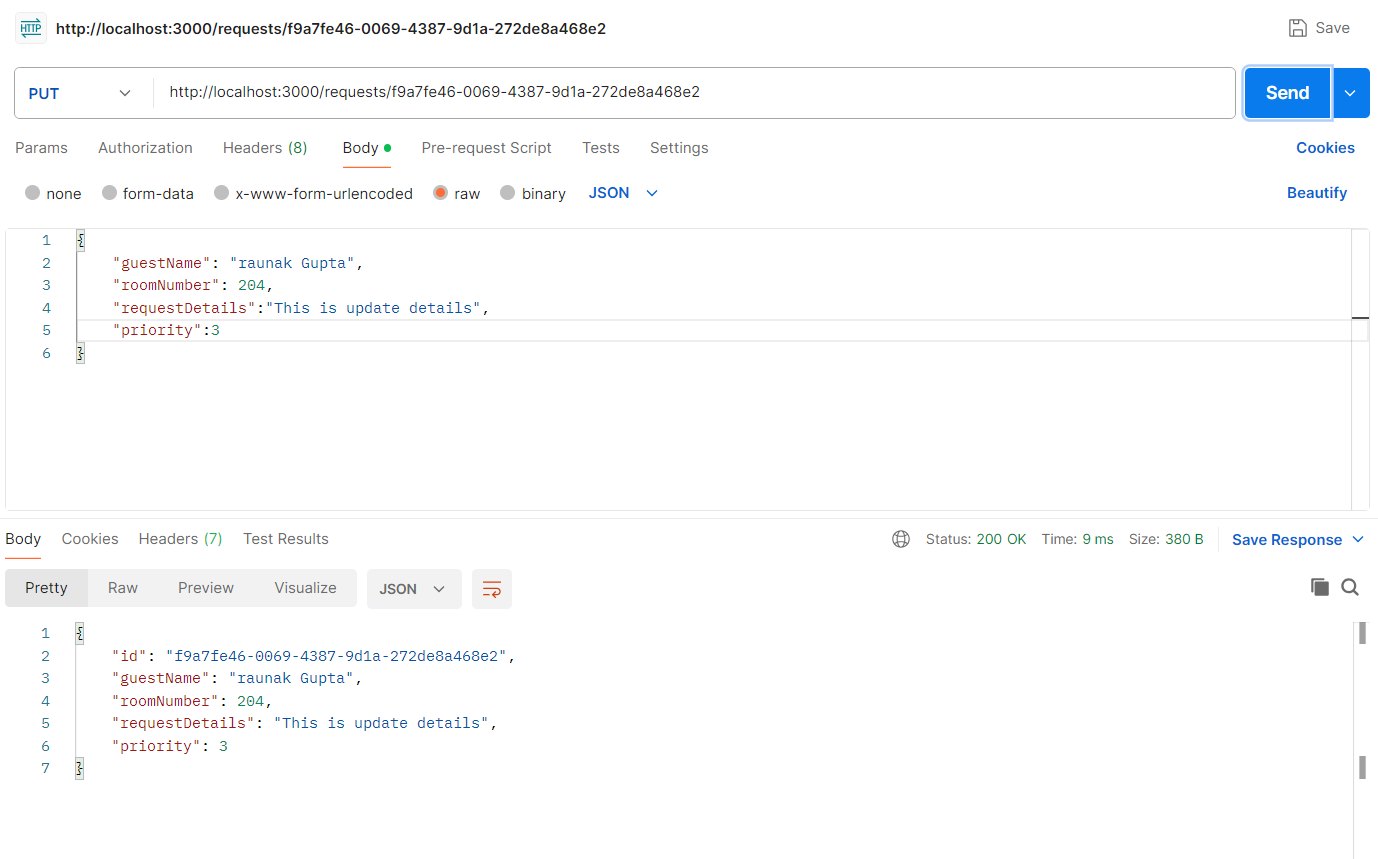 HTTP http://localhost:3000/requests/f9a7fe46-0069-4387-9d1a-272de8a468e2 Save
PUT http://localhost:3000/requests/f9a7fe46-0069-4387-9d1a-272de8a468e2 Send
Params Authorization Headers (8) Body Pre-request Script Tests Settings Cookies
none form-data x-www-form-urlencoded raw binary JSON Beautify
1 {
2 "guestName": "raunak Gupta",
3 "roomNumber": 204,
4 "requestDetails":"This is update details",
5 "priority":3
6 }
Body Cookies Headers (7) Test Results Status: 200 OK Time: 9 ms Size: 380 B Save Response
Pretty Raw Preview Visualize JSON
1 {
2 "id": "f9a7fe46-0069-4387-9d1a-272de8a468e2",
3 "guestName": "raunak Gupta",
4 "roomNumber": 204,
5 "requestDetails": "This is update details",
6 "priority": 3
7 }